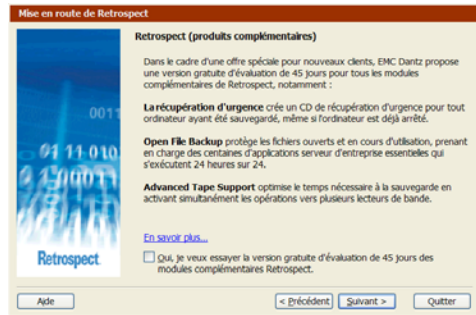 Mise en route de Retrospect
Retrospect (produits complémentaires)
Dans le cadre d'une offre spéciale pour nouveaux clients, EMC Dantz propose
une version gratuite d'évaluation de 45 jours pour tous les modules
complémentaires de Retrospect, notamment :
La récupération d'urgence crée un CD de récupération d'urgence pour tout
ordinateur ayant été sauvegardé, même si l'ordinateur est déjà arrêté.
Open File Backup protège les fichiers ouverts et en cours d'utilisation, prenant
en charge des centaines d'applications serveur d'entreprise essentielles qui
s'exécutent 24 heures sur 24.
Advanced Tape Support optimise le temps nécessaire à la sauvegarde en
activant simultanément les opérations vers plusieurs lecteurs de bande.
En savoir plus...
Oui, je veux essayer la version gratuite d'évaluation de 45 jours des
modules complémentaires Retrospect.
Retrospect
Aide
< Précédent
Suivant >
Quitter